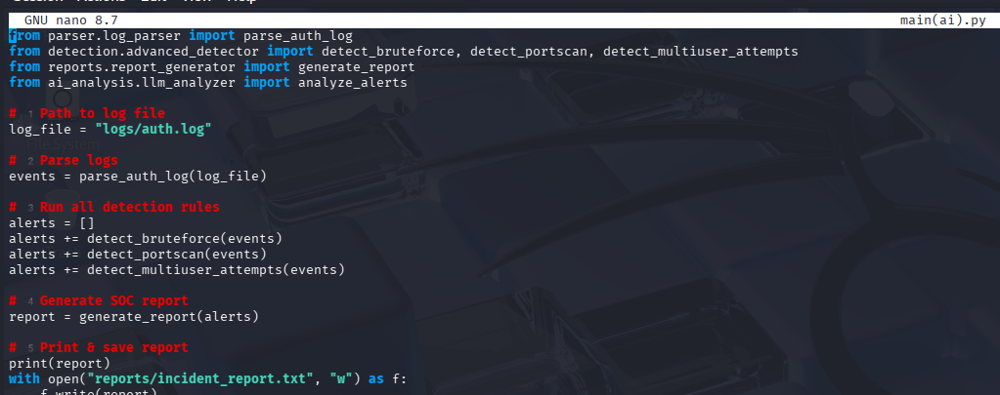 GNU nano 8.7 main(ai).py
from parser.log_parser import parse_auth_log
from detection.advanced_detector import detect_bruteforce, detect_portscan, detect_multiuser_attempts
from reports.report_generator import generate_report
from ai_analysis.llm_analyzer import analyze_alerts
# 1 Path to log file
log_file = "logs/auth.log"
# 2 Parse logs
events = parse_auth_log(log_file)
# 3 Run all detection rules
alerts = []
alerts += detect_bruteforce(events)
alerts += detect_portscan(events)
alerts += detect_multiuser_attempts(events)
# 4 Generate SOC report
report = generate_report(alerts)
# 5 Print & save report
print(report)
with open("reports/incident_report.txt", "w") as f:
f.write(report)